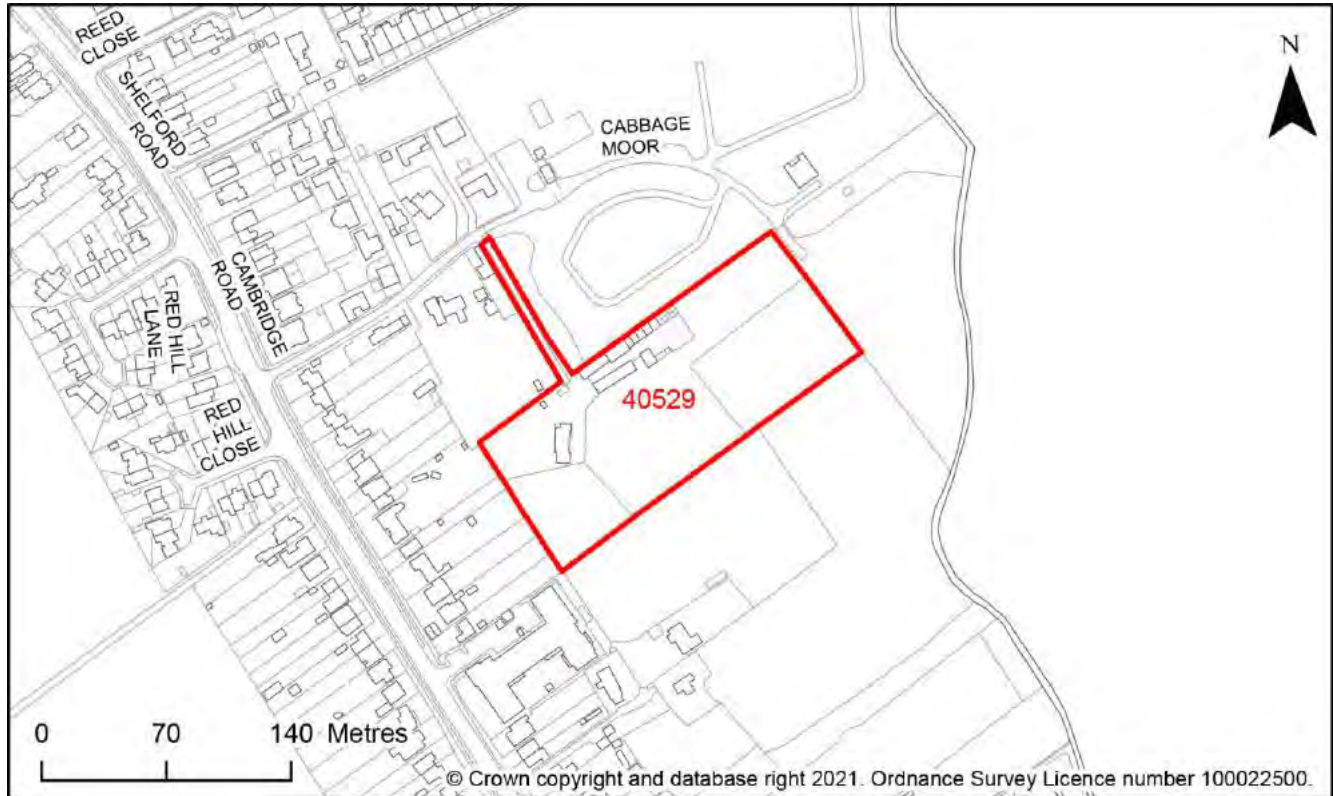 REED
CLOSE
SHELFORD
ROAD
N
CABBAGE
MOOR
CAMBRIDGE
ROAD
RED HILL
LANE
RED
HILL
CLOSE
40529
0 70 140 Metres
© Crown copyright and database right 2021. Ordnance Survey Licence number 100022500.